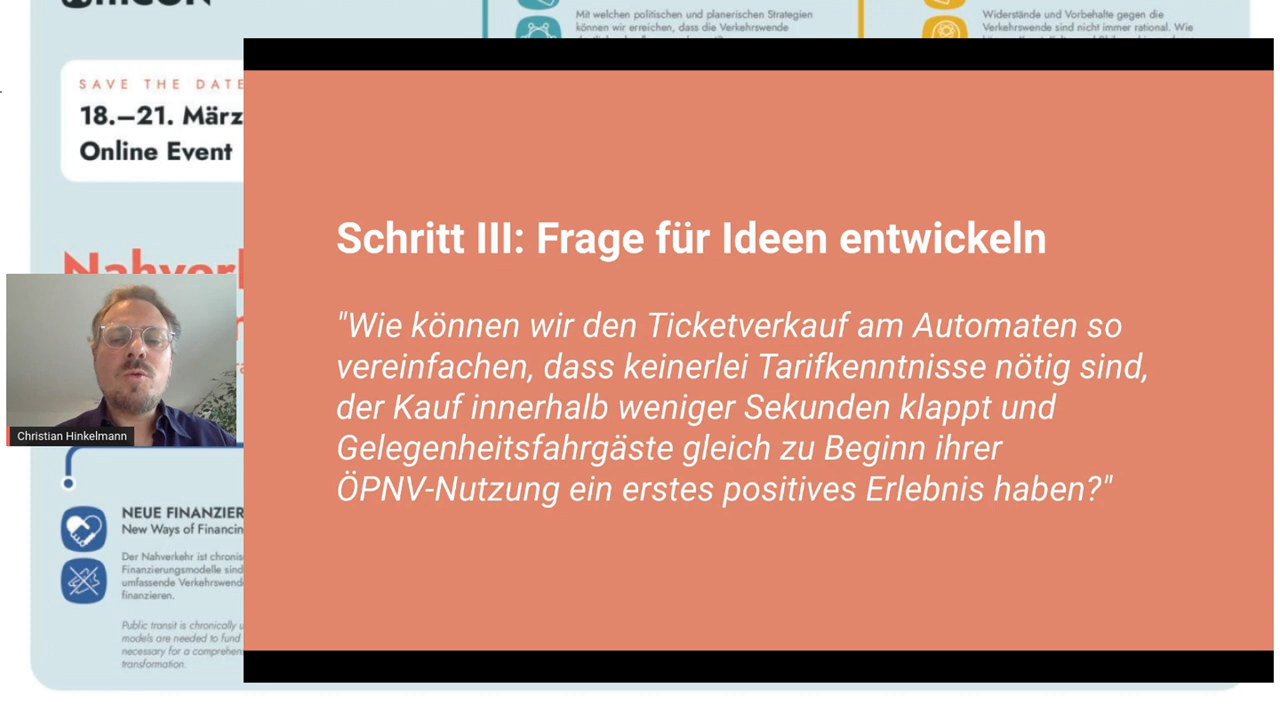 Mit welchen politischen und planerischen Strategien
können wir erreichen, dass die Verkehrswende
Widerstände und Vorbehalte gegen die
Verkehrswende sind nicht immer rational. Wie
SAVE THE DATE
18.–21. März
Online Event
Schritt III: Frage für Ideen entwickeln
"Wie können wir den Ticketverkauf am Automaten so
vereinfachen, dass keinerlei Tarifkenntnisse nötig sind,
der Kauf innerhalb weniger Sekunden klappt und
Gelegenheitsfahrgäste gleich zu Beginn ihrer
ÖPNV-Nutzung ein erstes positives Erlebnis haben?"
Christian Hinkelmann
NEUE FINANZIER
New Ways of Financin
Der Nahverkehr ist chronis
Finanzierungsmodelle sind
umfassende Verkehrswende
finanzieren.
Public transit is chronically u
models are needed to fund
necessary for a comprehens
transformation.